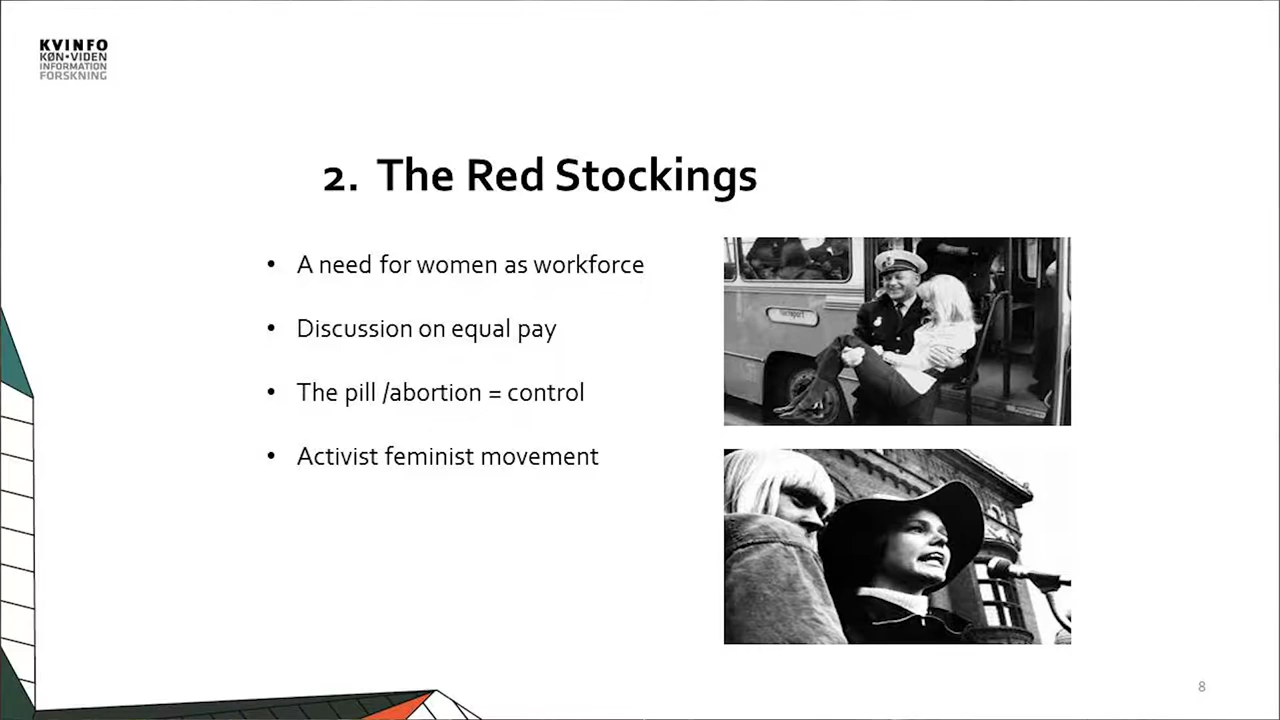 KVINFO
KØN•VIDEN
INFORMATION
FORSKNING
2. The Red Stockings
• A need for women as workforce
• Discussion on equal pay
• The pill /abortion = control
• Activist feminist movement
8